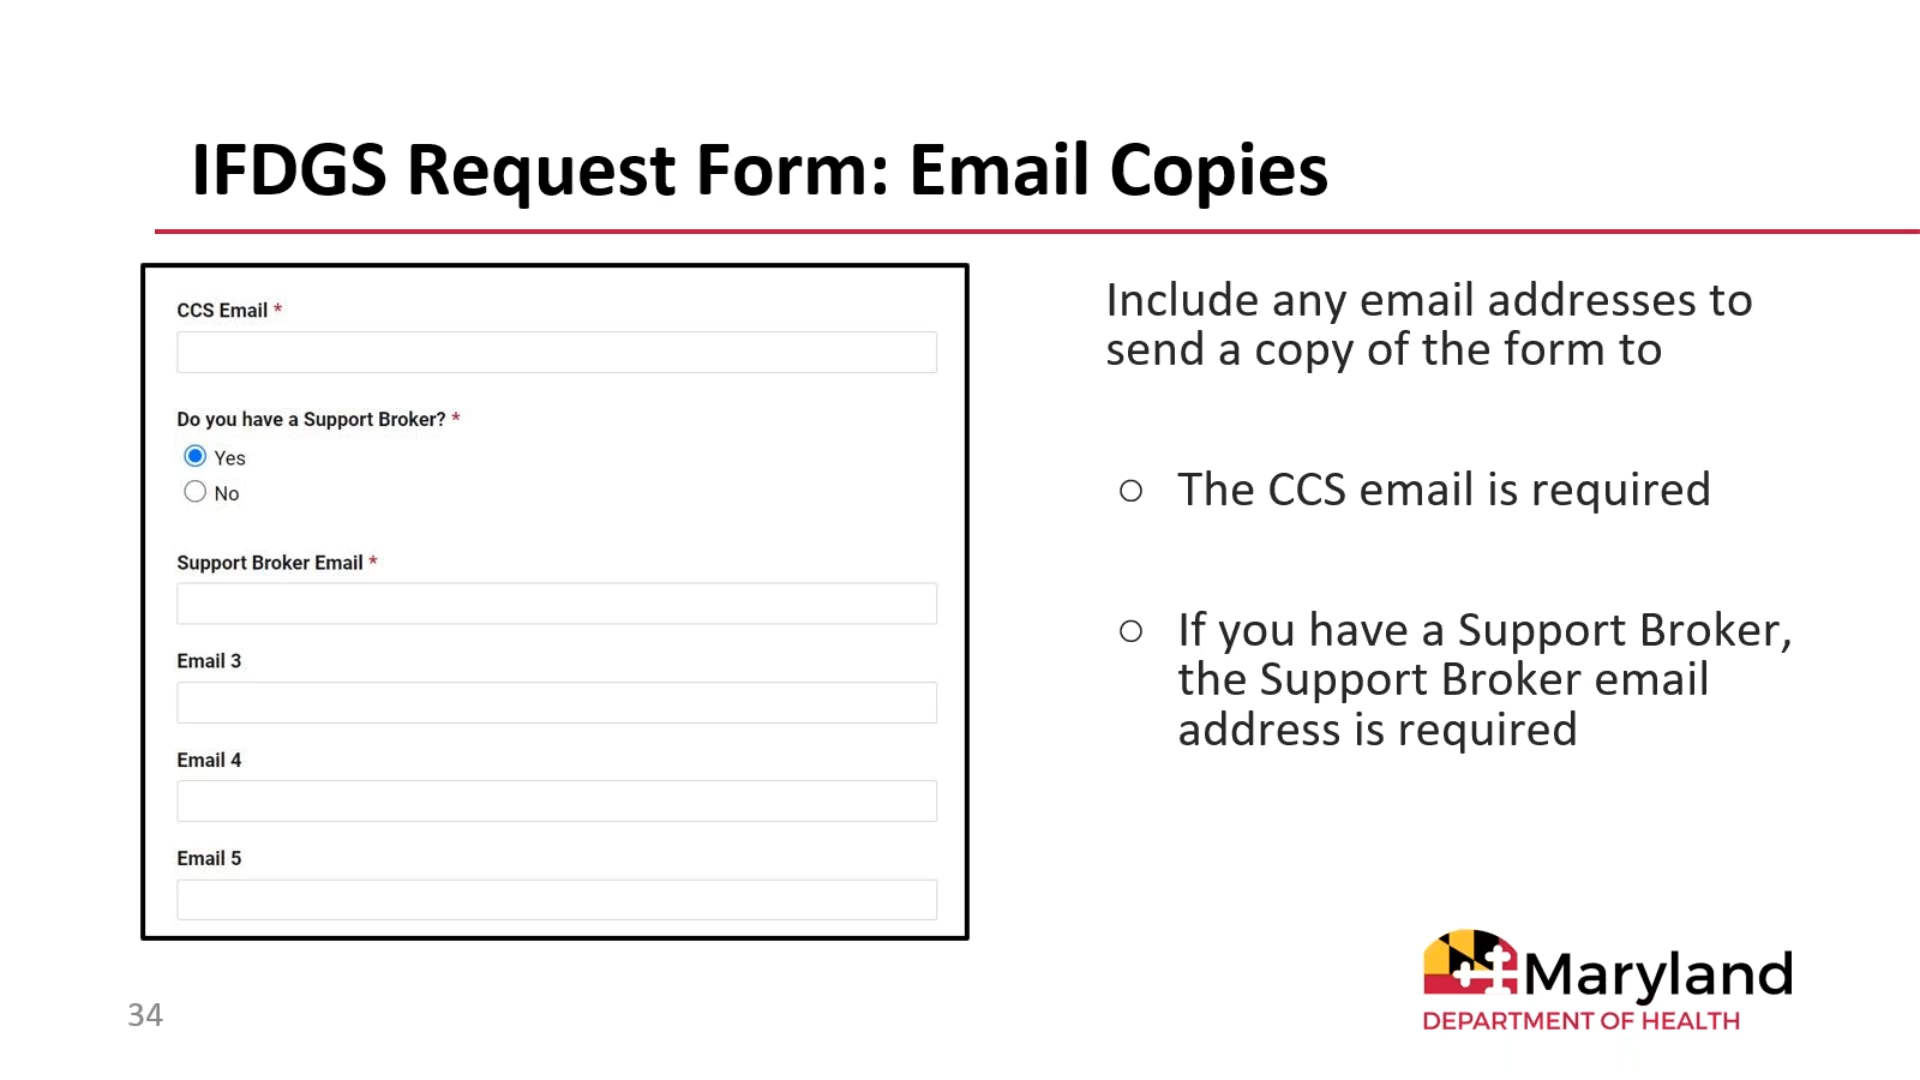 IFDGS Request Form: Email Copies
CCS Email *
Do you have a Support Broker? *
Yes
No
Support Broker Email *
Email 3
Email 4
Email 5
Include any email addresses to
send a copy of the form to
○ The CCS email is required
○ If you have a Support Broker,
the Support Broker email
address is required
34
Maryland
DEPARTMENT OF HEALTH